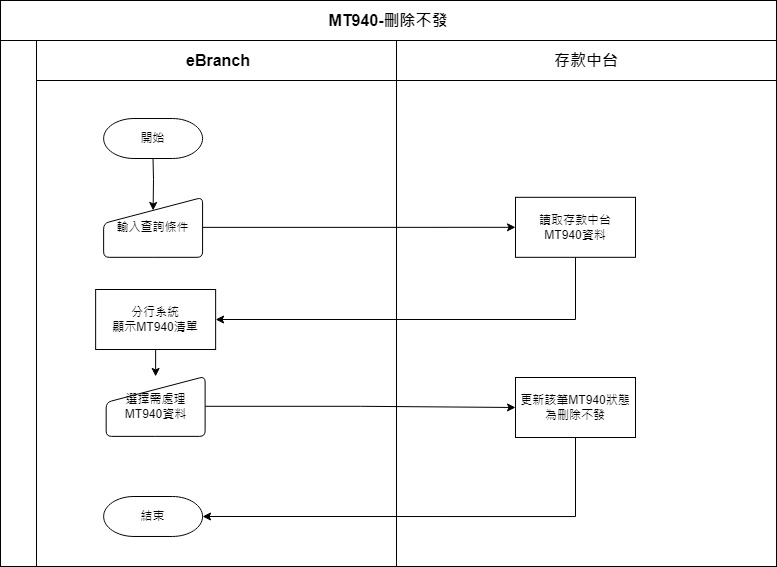 MT940-刪除不發
eBranch
存款中台
開始
輸入查詢條件
讀取存款中台
MT940資料
分行系統
顯示MT940清單
選擇需處理
MT940資料
更新該筆MT940狀態
為刪除不發
結束